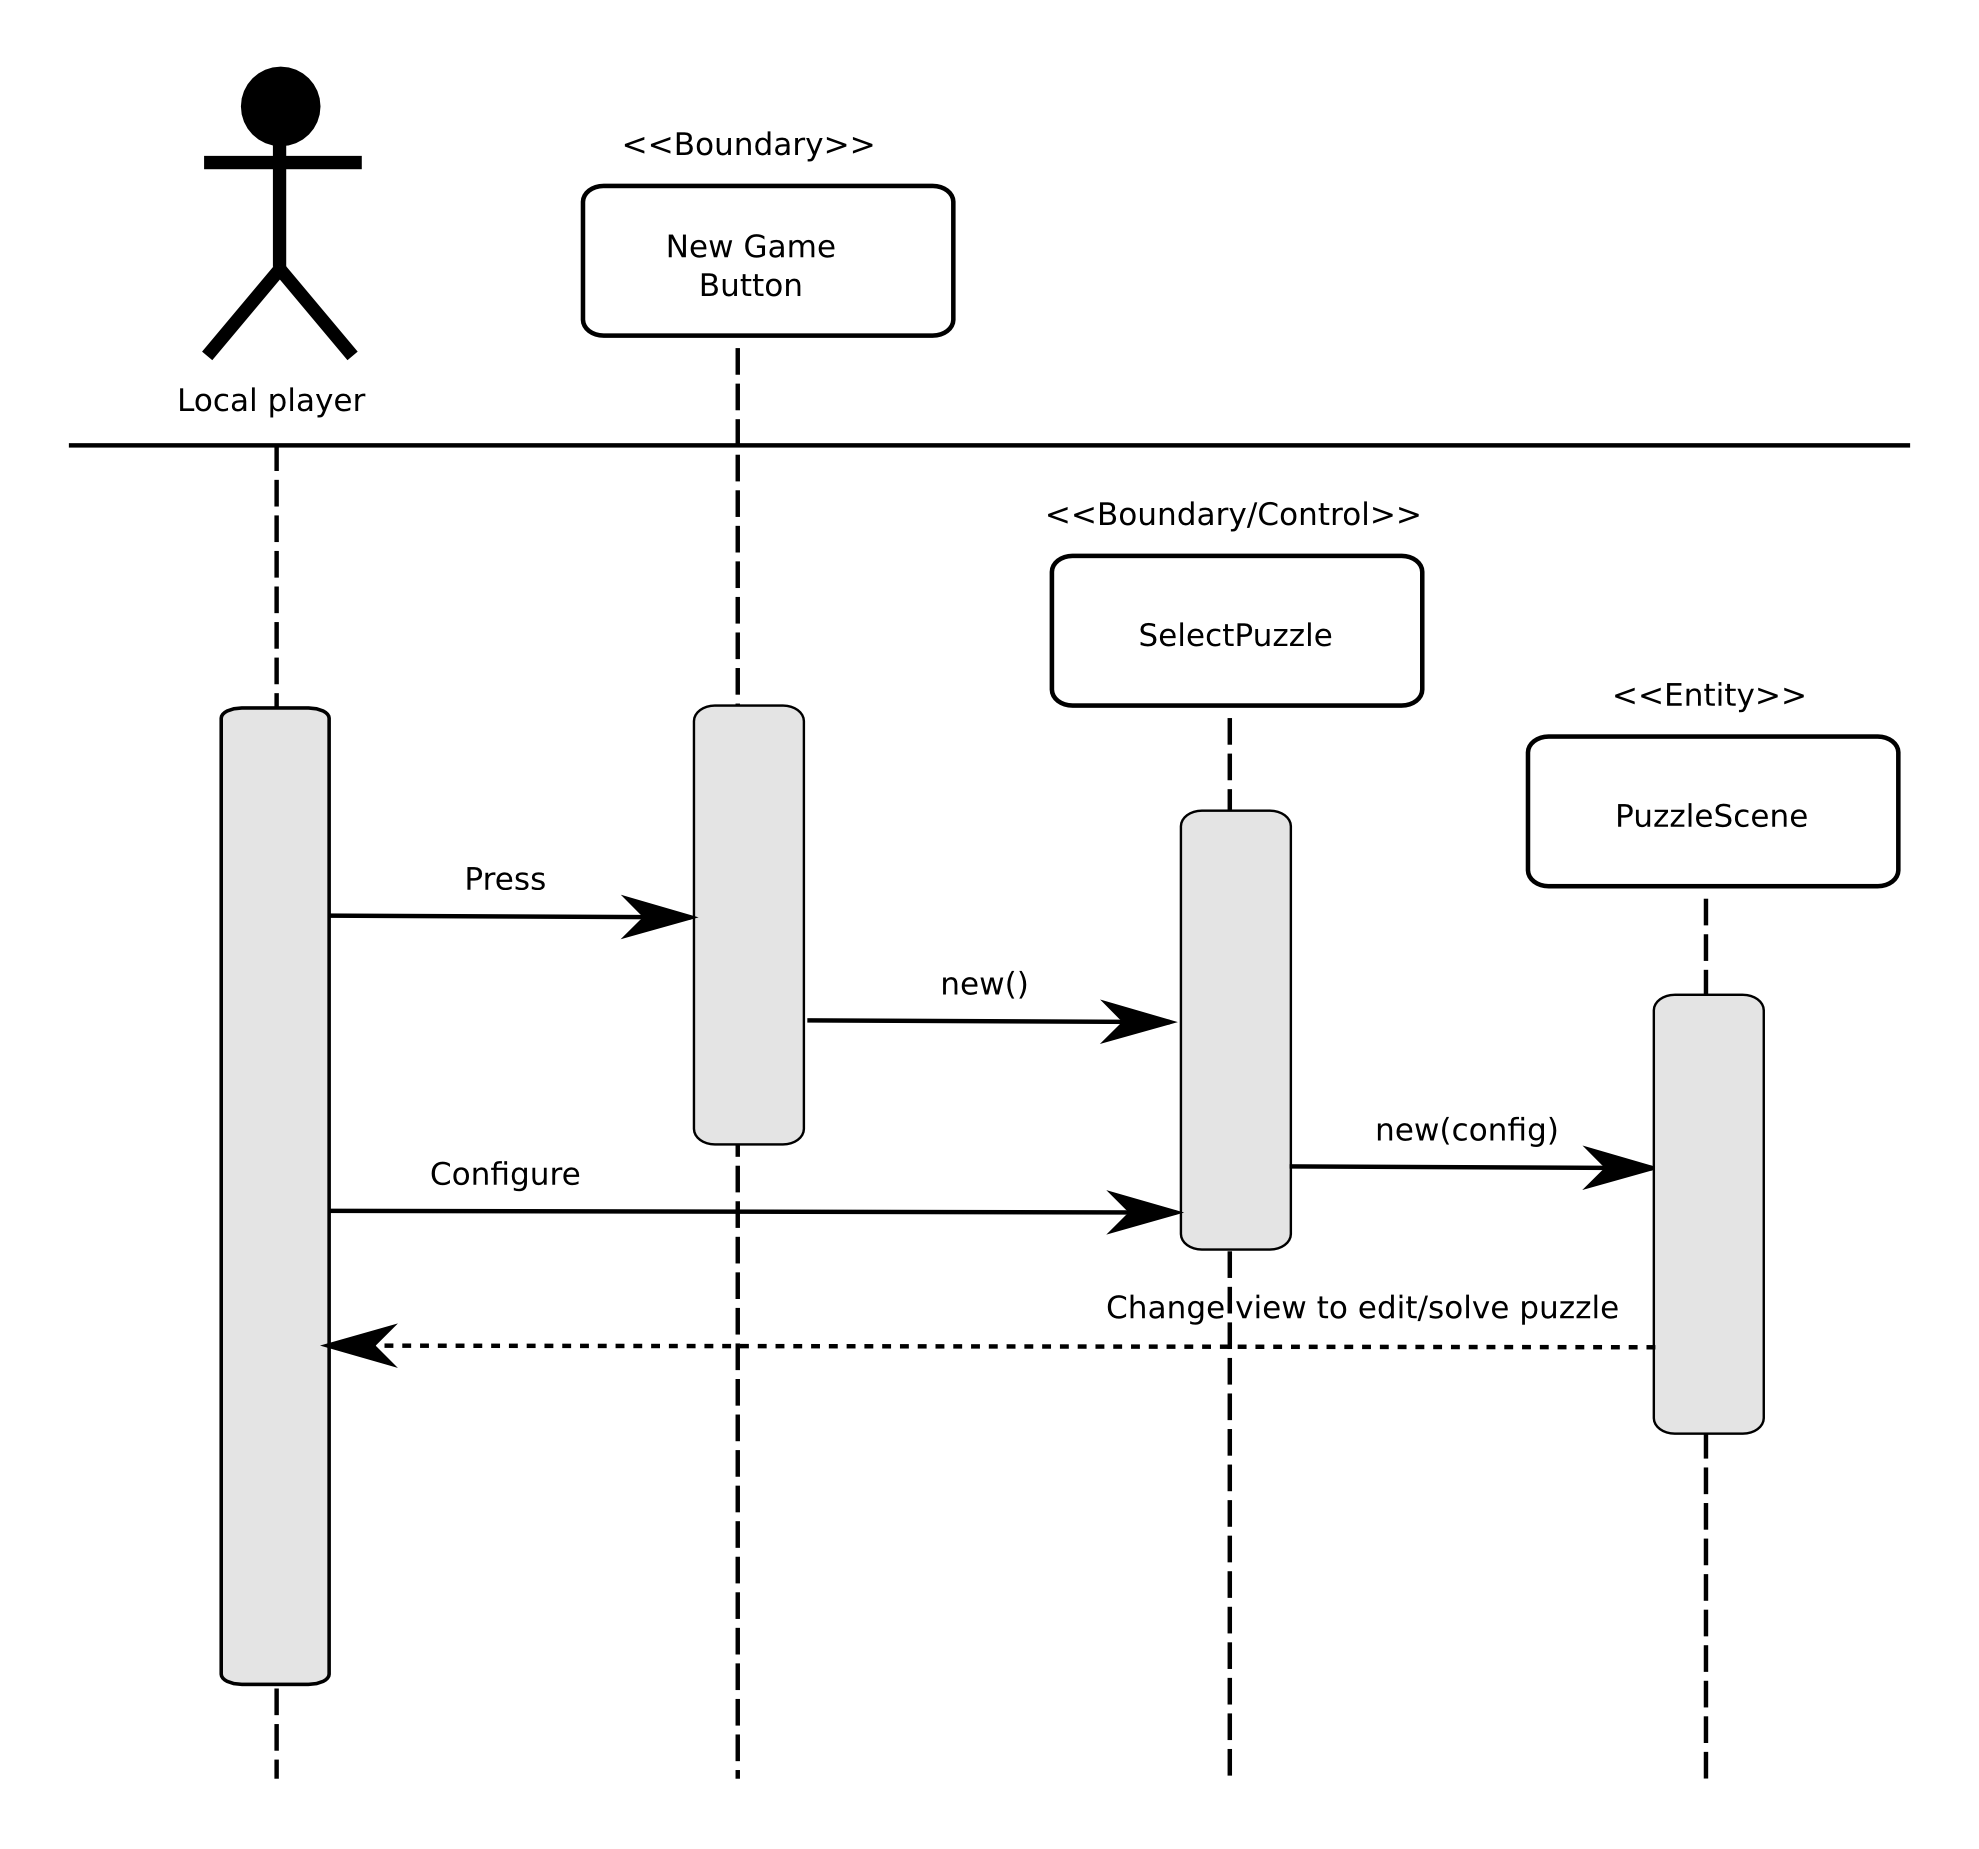 <<Boundary>>
New Game
Button
Local player
<<Boundary/Control>>
SelectPuzzle
<<Entity>>
PuzzleScene
Press
new()
new(config)
Configure
Change view to edit/solve puzzle